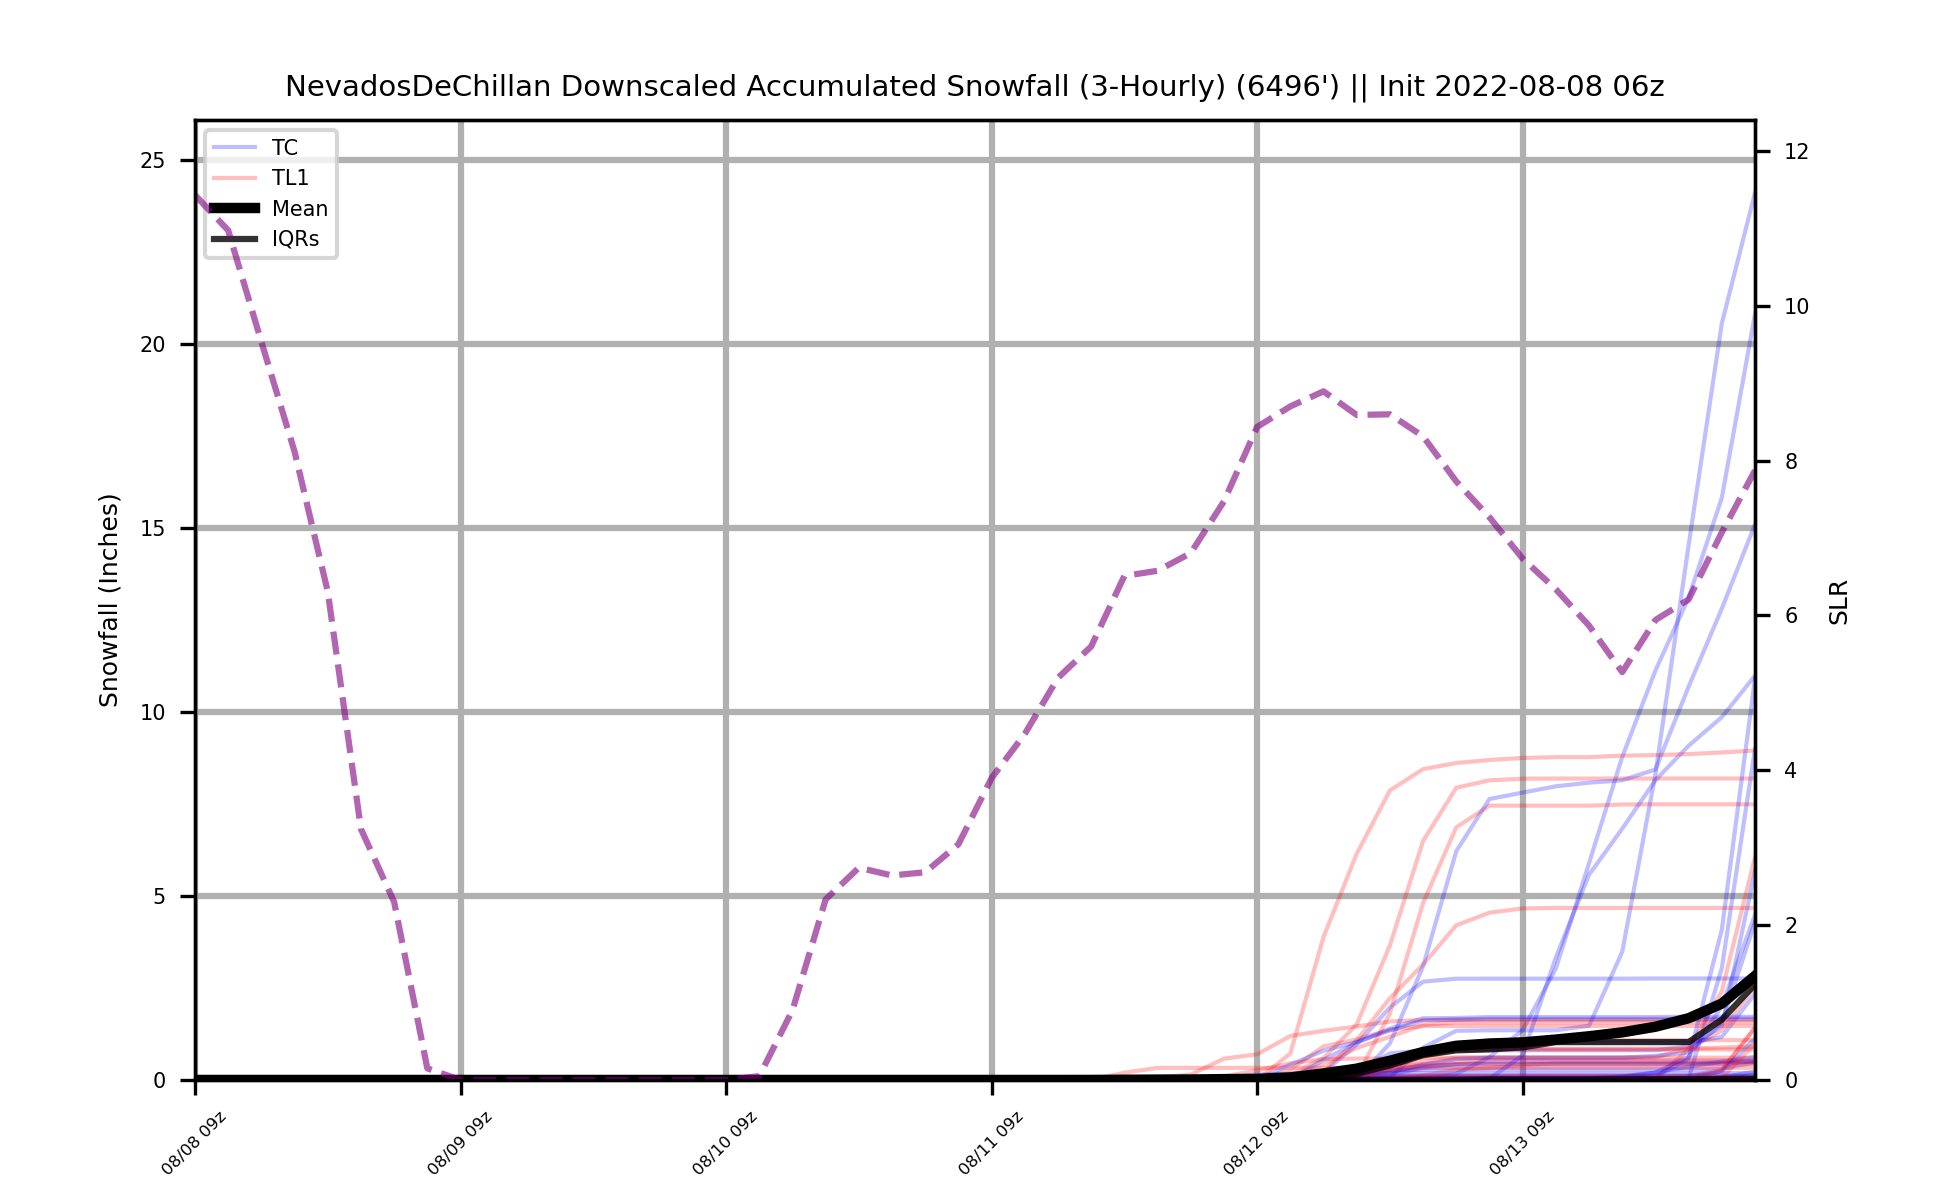 NevadosDeChillan Downscaled Accumulated Snowfall (3-Hourly) (6496') || Init 2022-08-08 06z
TC
TL1
Mean
IQRs
Snowfall (Inches)
25
20
15
10
5
0
12
10
8
6
4
2
0
SLR
08/08 09z
08/09 09z
08/10 09z
08/11 09z
08/12 09z
08/13 09z